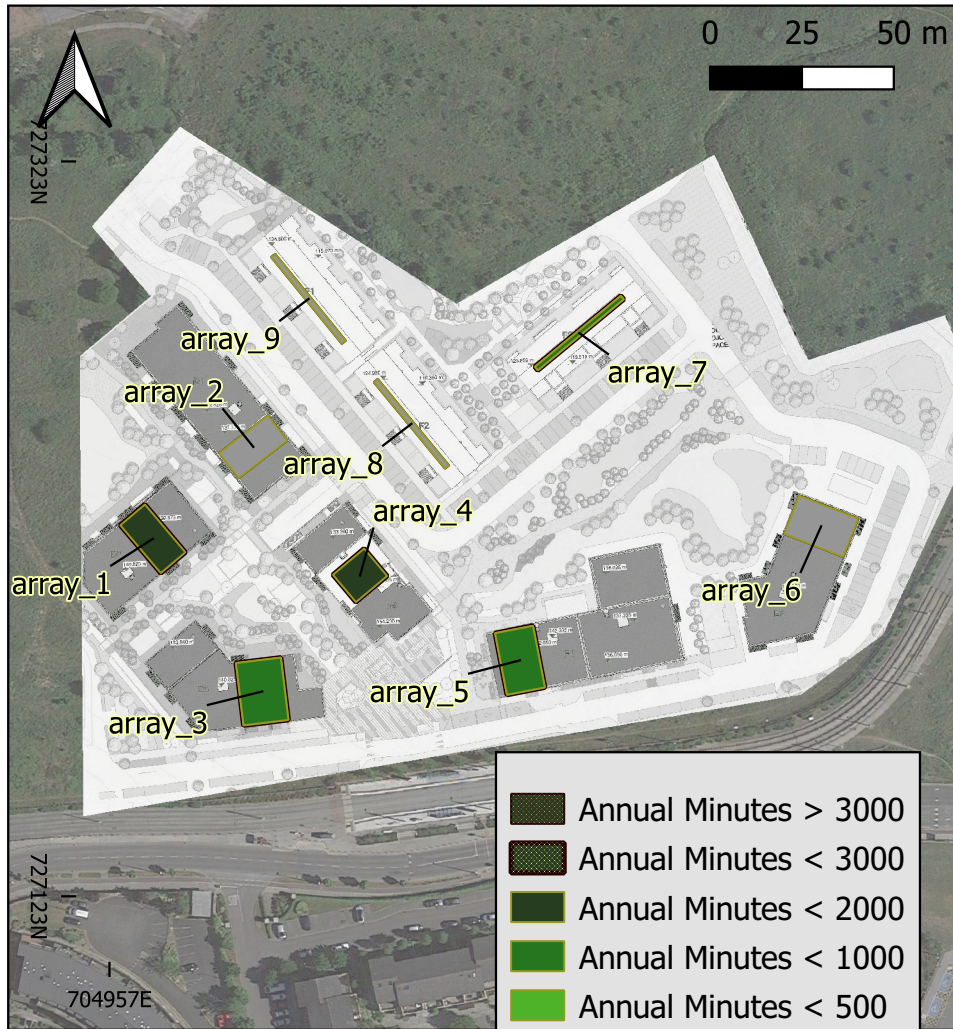 0 25 50 m
727323N
array_9
array_2
array_7
array_8
array_4
array_1
array_6
array_5
array_3
Annual Minutes > 3000
Annual Minutes < 3000
Annual Minutes < 2000
Annual Minutes < 1000
Annual Minutes < 500
727123N
704957E